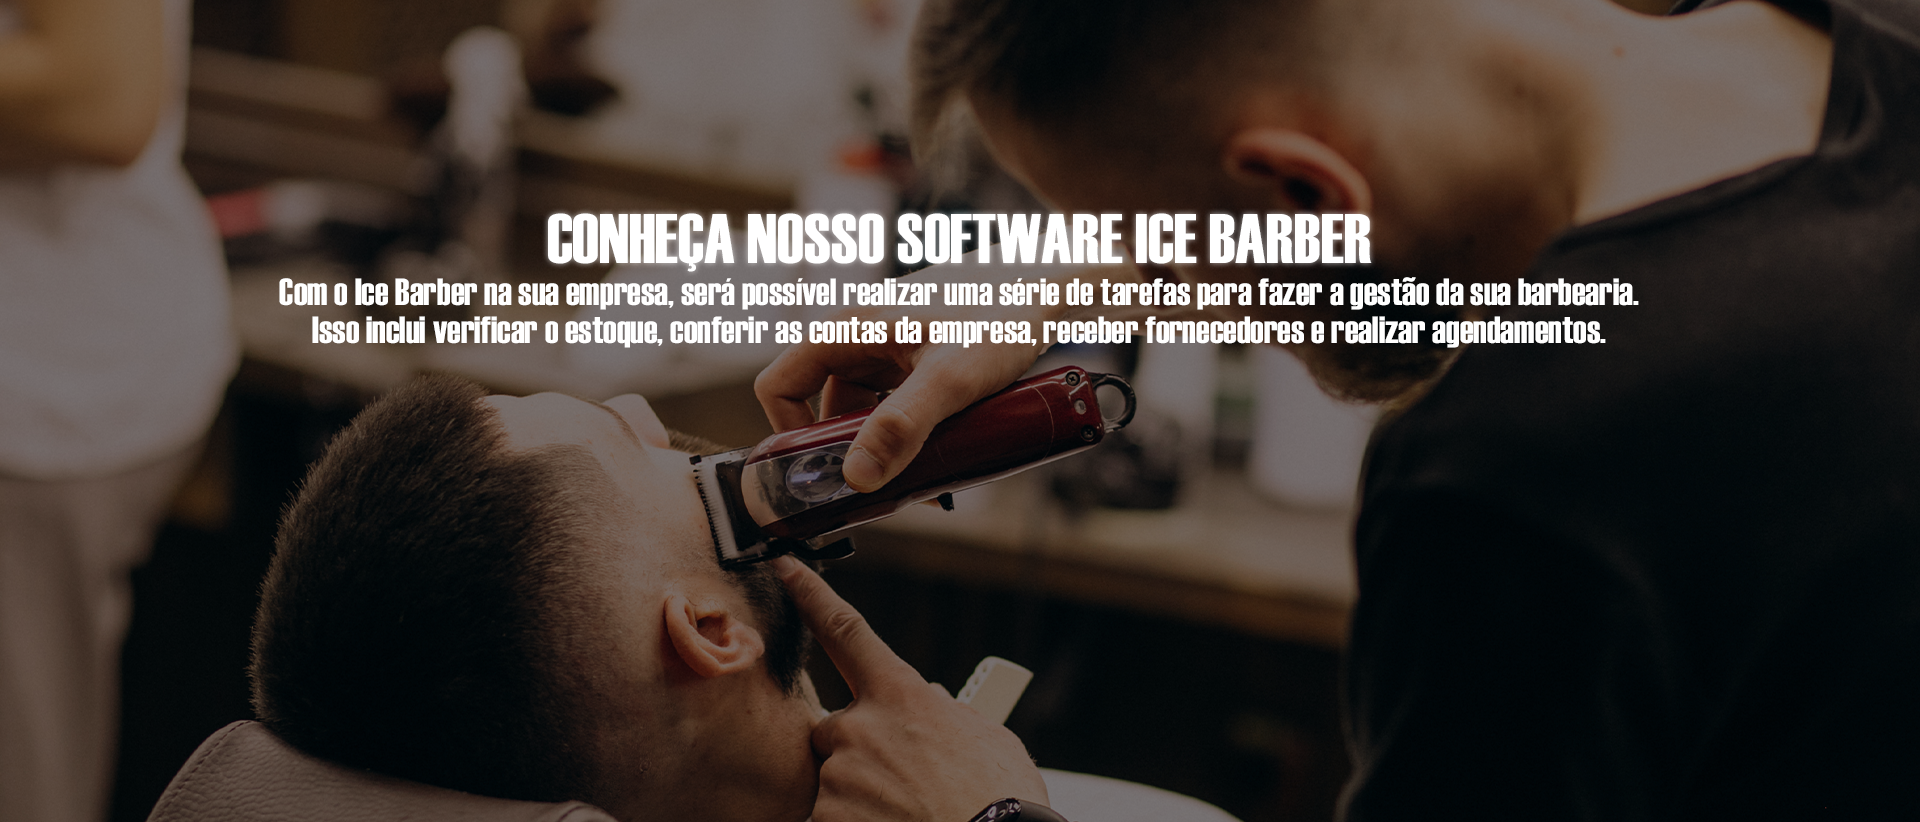 CONHEÇA NOSSO SOFTWARE ICE BARBER
Com o Ice Barber na sua empresa, será possível realizar uma série de tarefas para fazer a gestão da sua barbearia.
Isso inclui verificar o estoque, conferir as contas da empresa, receber fornecedores e realizar agendamentos.